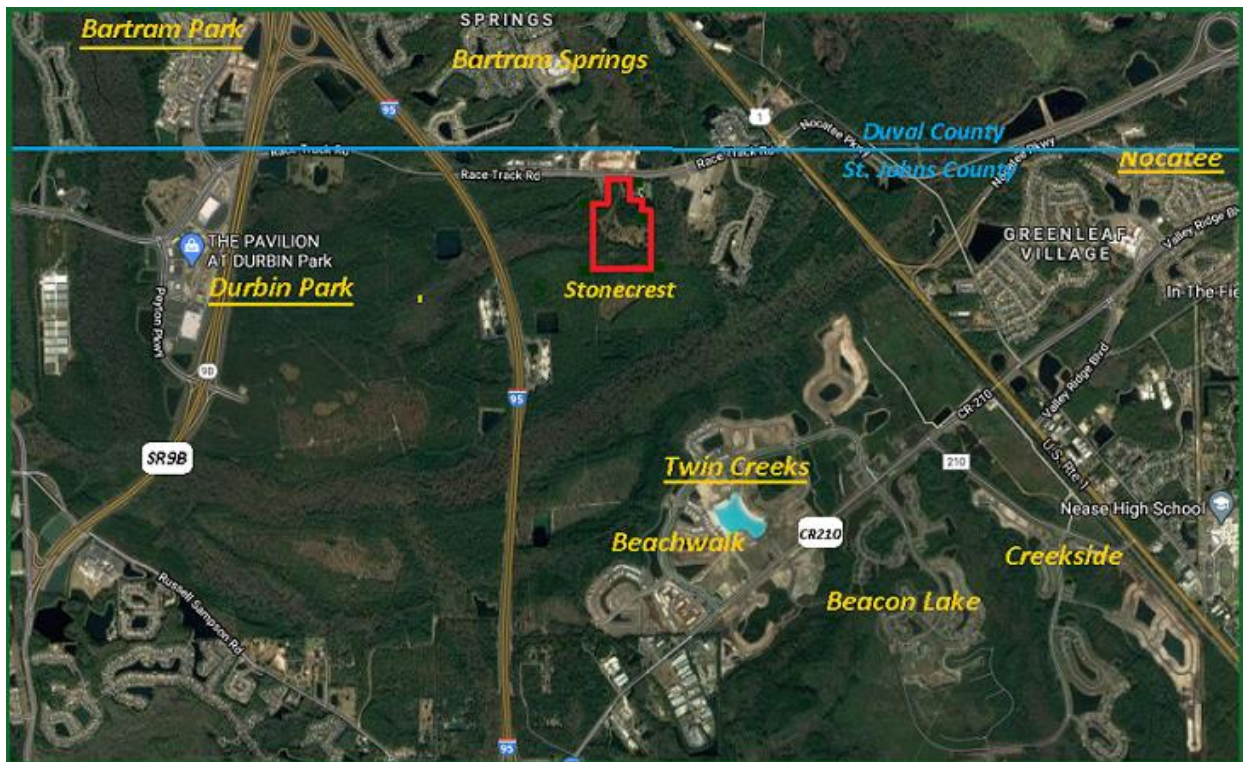 SPRINGS
Bartram Park
Bartram Springs
95
1
Nocatee Pkwy
Duval County
Race Track Rd
Race Track Rd
Race Track Rd
St. Johns County
Nocatee Pkwy
Nocatee
THE PAVILION
AT DURBIN Park
Durbin Park
Stonecrest
GREENLEAF
VILLAGE
Valley Ridge Bl
In The Fie
Peyton Pkwy
9B
95
CR-210
Valley Ridge Blvd
SR9B
Twin Creeks
210
U.S. Rte 1
Nease High School
Beachwalk
CR210
Creekside
Russell Sampson Rd
Beacon Lake
95